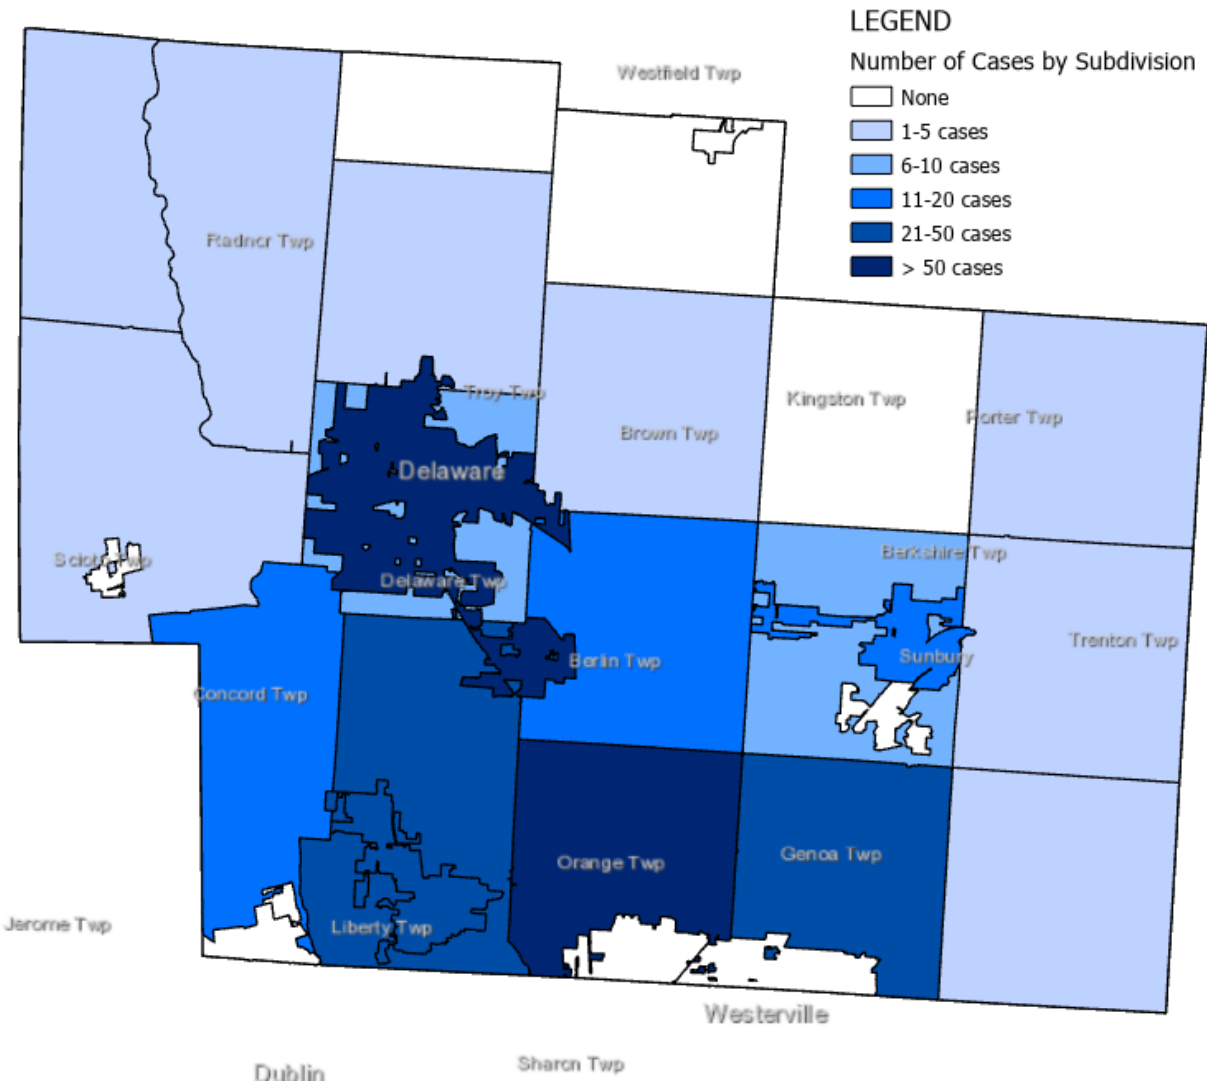 LEGEND
Number of Cases by Subdivision
None
1-5 cases
6-10 cases
11-20 cases
21-50 cases
> 50 cases
Westfield Twp
Radnor Twp
Troy Twp
Kingston Twp
Porter Twp
Brown Twp
Delaware
Scioto Twp
Berkshire Twp
Delaware Twp
Trenton Twp
Berlin Twp
Sunbury
Concord Twp
Orange Twp
Genoa Twp
Jerome Twp
Liberty Twp
Westerville
Sharon Twp
Dublin